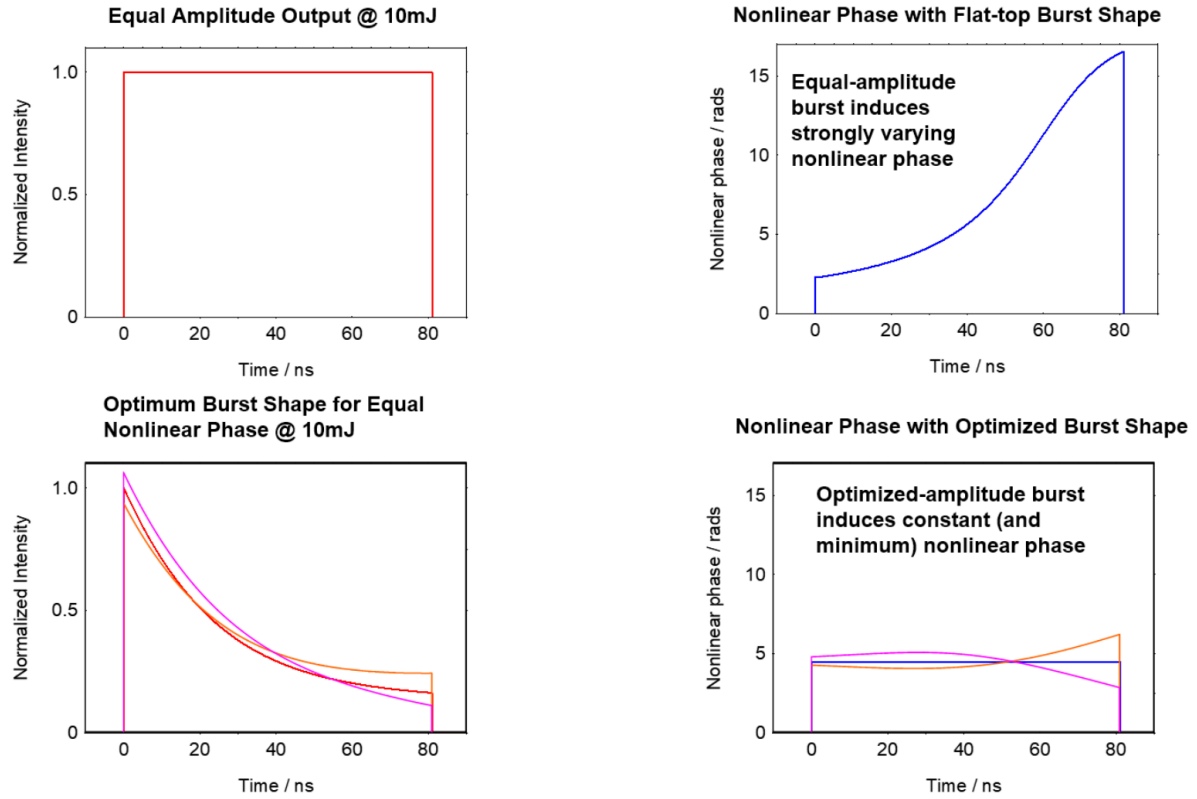 Equal Amplitude Output @ 10mJ
Normalized Intensity
1.0
0.5
0
0 20 40 60 80
Time / ns
Nonlinear Phase with Flat-top Burst Shape
Nonlinear phase / rads
15
10
5
0
Equal-amplitude
burst induces
strongly varying
nonlinear phase
0 20 40 60 80
Time / ns
Optimum Burst Shape for Equal
Nonlinear Phase @ 10mJ
Normalized Intensity
1.0
0.5
0
0 20 40 60 80
Time / ns
Nonlinear Phase with Optimized Burst Shape
Nonlinear phase / rads
15
10
5
0
Optimized-amplitude burst
induces constant (and
minimum) nonlinear phase
0 20 40 60 80
Time / ns